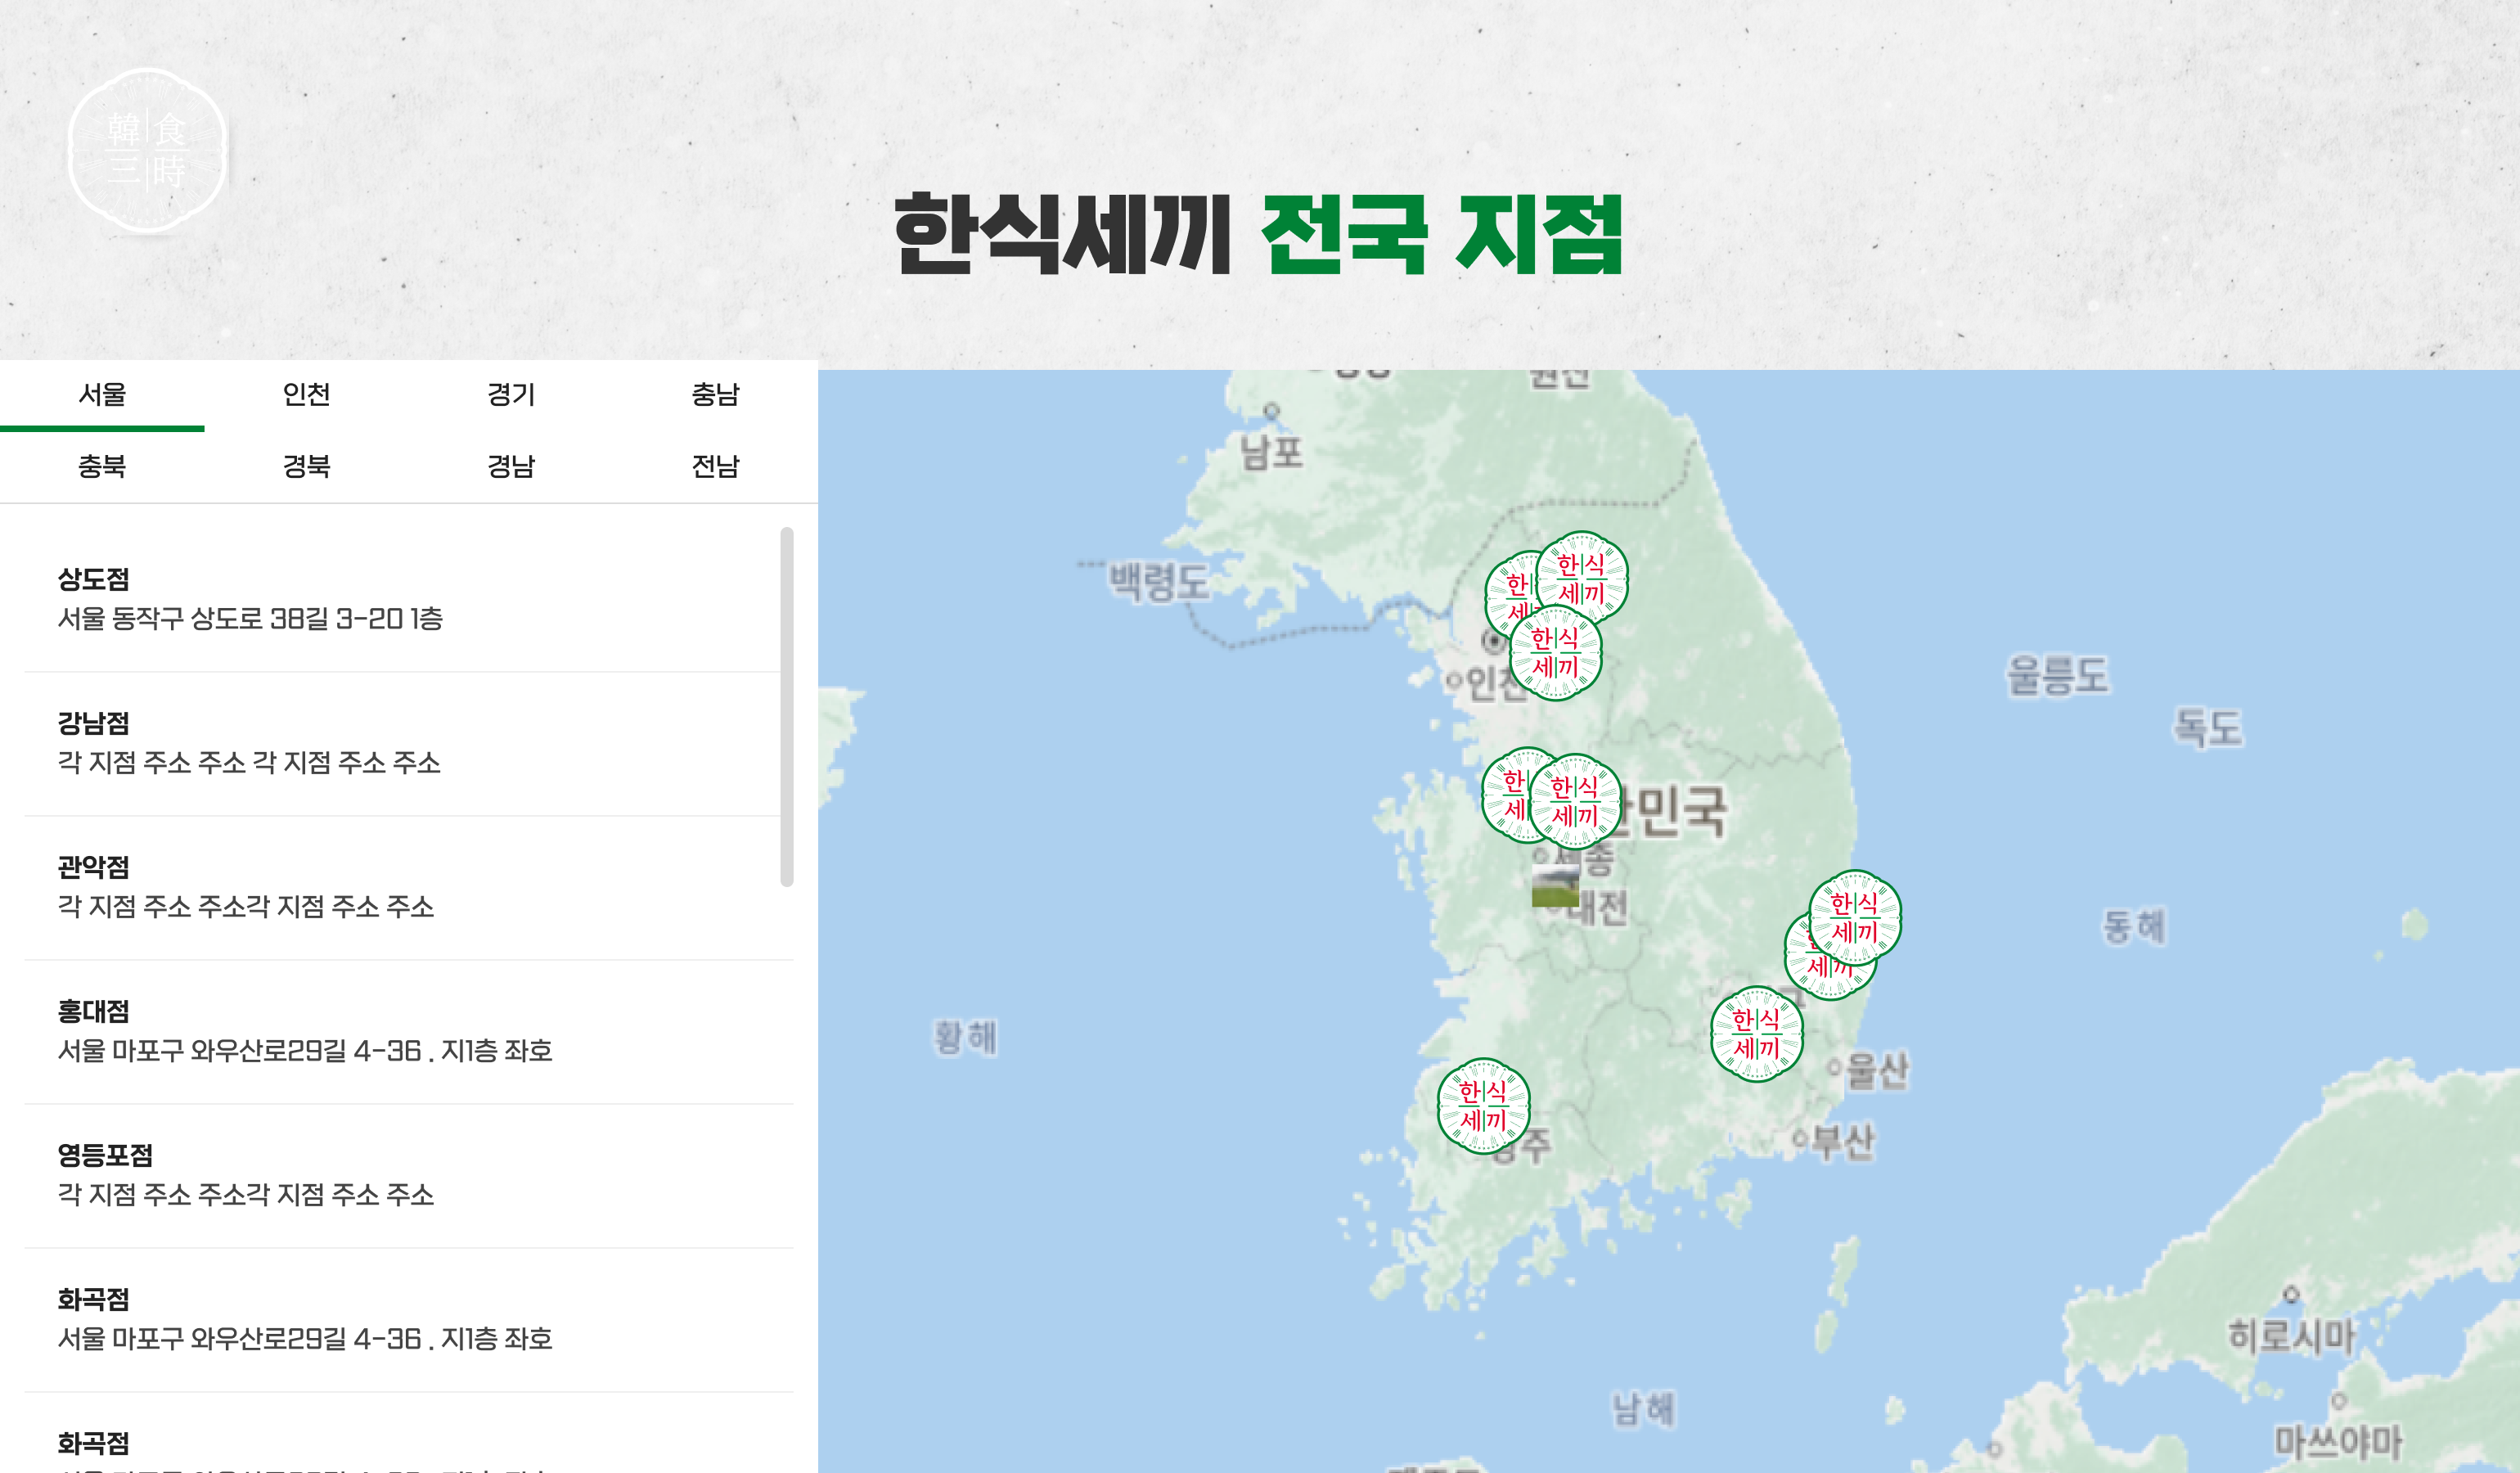 韓食
三時
한식세끼 전국 지점
서울 인천 경기 충남
충북 경북 경남 전남
상도점
서울 동작구 상도로 38길 3-20 1층
강남점
각 지점 주소 주소 각 지점 주소 주소
관악점
각 지점 주소 주소각 지점 주소 주소
홍대점
서울 마포구 와우산로29길 4-36 . 지1층 좌호
영등포점
각 지점 주소 주소각 지점 주소 주소
화곡점
서울 마포구 와우산로29길 4-36 . 지1층 좌호
화곡점
원산
남포
백령도
한식
세끼
한
세
한식
세끼
인천
울릉도
독도
한
세
한식
세끼
민국
세종
대전
한식
세끼
세끼
동해
황해
한식
세끼
울산
한식
세끼
부산
히로시마
남해
마쓰야마